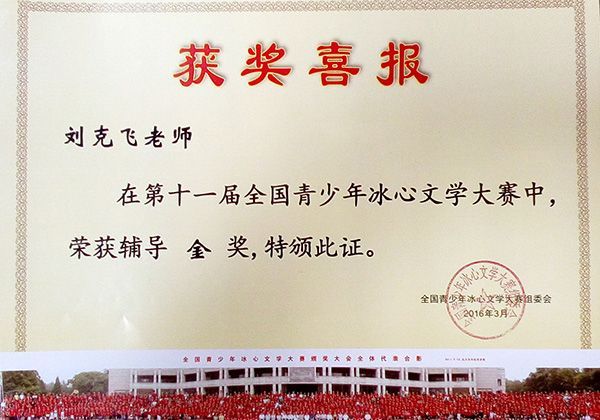 获奖喜报
刘克飞老师
在第十一届全国青少年冰心文学大赛中，
荣获辅导 金 奖，特颁此证。
全国青少年冰心文学大赛组委会
2016年3月
全国青少年冰心文学大赛颁奖大会全体代表合影